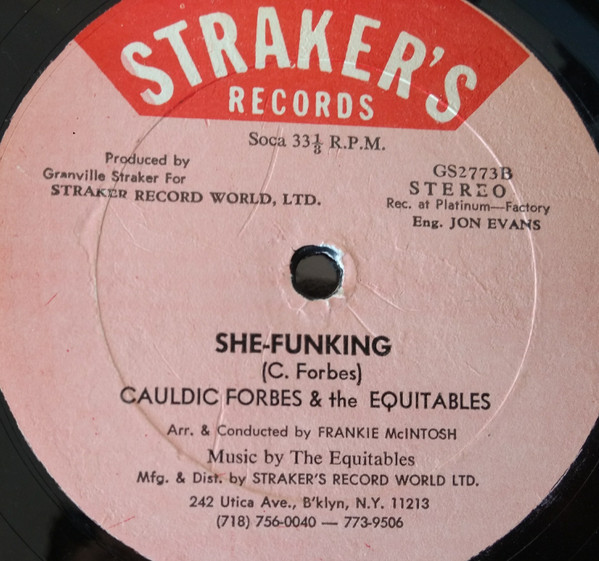 STRAKER'S
RECORDS
Soca 33⅓ R.P.M.
Produced by
Granville Straker For
STRAKER RECORD WORLD, LTD.
GS2773B
STEREO
Rec. at Platinum—Factory
Eng. JON EVANS
SHE-FUNKING
(C. Forbes)
CAULDIC FORBES & the EQUITABLES
Arr. & Conducted by FRANKIE McINTOSH
Music by The Equitables
Mfg. & Dist. by STRAKER'S RECORD WORLD LTD.
242 Utica Ave., B'klyn, N.Y. 11213
(718) 756-0040 — 773-9506